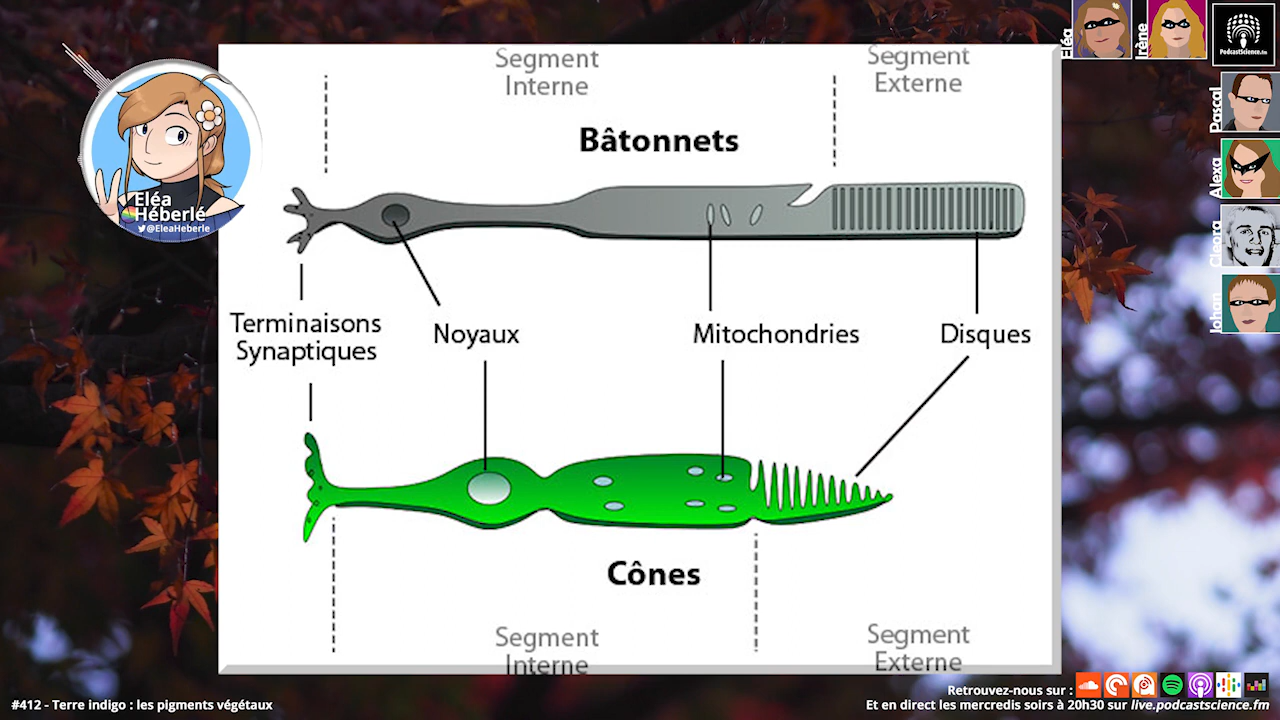 Segment
Interne
Segment
Externe
Bâtonnets
Terminaisons
Synaptiques
Noyaux
Mitochondries
Disques
Cônes
Segment
Interne
Segment
Externe
Eléa
Héberlé
@EleaHeberle
Eléa
Irène
PodcastScience.fm
Pascal
Alexa
Cleora
Johan
#412 - Terre indigo : les pigments végétaux
Retrouvez-nous sur :
Et en direct les mercredis soirs à 20h30 sur live.podcastscience.fm